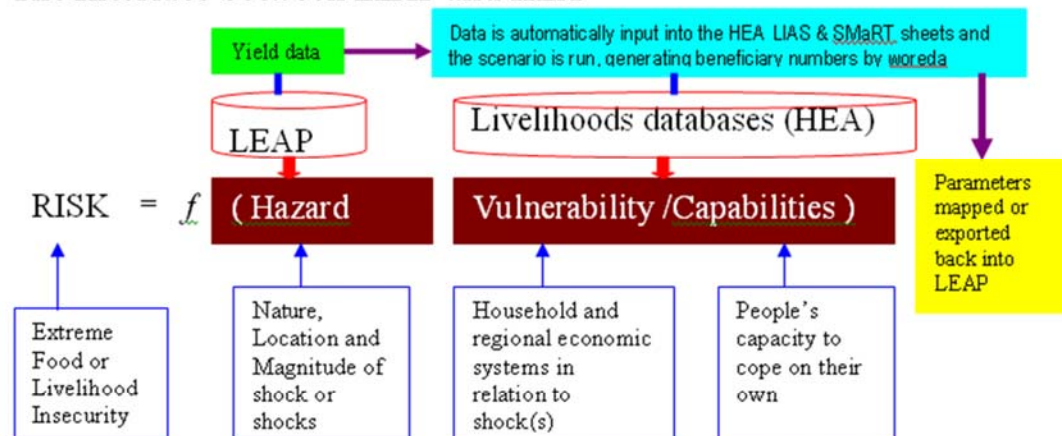 Yield data
Data is automatically input into the HEA LIAS & SMaRT sheets and
the scenario is run, generating beneficiary numbers by woreda
LEAP
Livelihoods databases (HEA)
RISK = f ( Hazard Vulnerability /Capabilities )
Parameters
mapped or
exported
back into
LEAP
Extreme
Food or
Livelihood
Insecurity
Nature,
Location and
Magnitude of
shock or
shocks
Household and
regional economic
systems in
relation to
shock(s)
People's
capacity to
cope on their
own